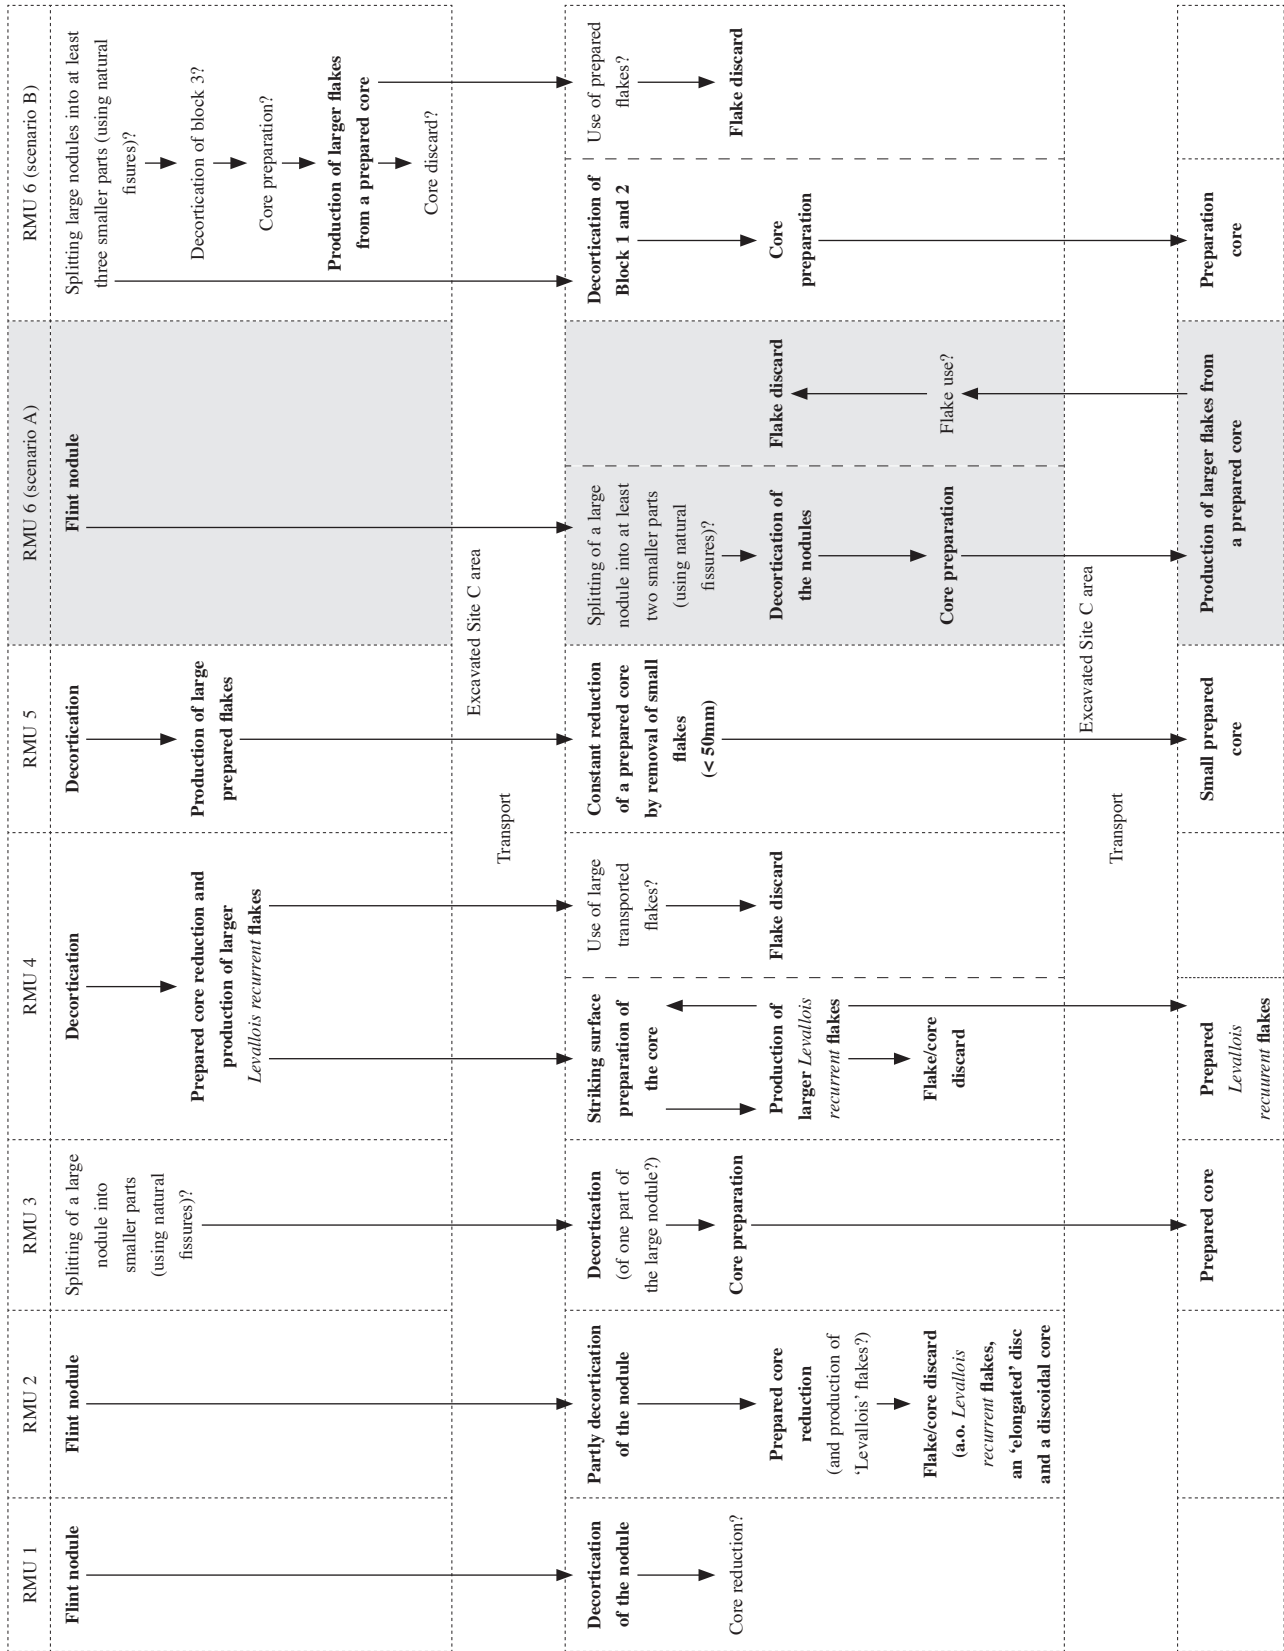 RMU 1
Flint nodule
Decortication
of the nodule
Core reduction?
RMU 2
Flint nodule
Partly decortication
of the nodule
Prepared core
reduction
(and production of
‘Levallois’ flakes?)
Flake/core discard
(a.o. Levallois
recurrent flakes,
an ‘elongated’ disc
and a discoidal core
RMU 3
Splitting of a large
nodule into
smaller parts
(using natural
fissures)?
Decortication
(of one part of
the large nodule?)
Core preparation
Prepared core
RMU 4
Decortication
Prepared core reduction and
production of larger
Levallois recurrent flakes
Striking surface
preparation of
the core
Production of
larger Levallois
recurrent flakes
Flake/core
discard
Use of large
transported
flakes?
Flake discard
Prepared
Levallois
recuurent flakes
RMU 5
Decortication
Production of large
prepared flakes
Constant reduction
of a prepared core
by removal of small
flakes
(< 50mm)
Small prepared
core
Transport
Excavated Site C area
Transport
Excavated Site C area
RMU 6 (scenario A)
Flint nodule
Splitting of a large
nodule into at least
two smaller parts
(using natural
fissures)?
Decortication of
the nodules
Core preparation
Flake discard
Flake use?
Production of larger flakes from
a prepared core
RMU 6 (scenario B)
Splitting large nodules into at least
three smaller parts (using natural
fisures)?
Decortication of block 3?
Core preparation?
Production of larger flakes
from a prepared core
Core discard?
Decortication of
Block 1 and 2
Core
preparation
Use of prepared
flakes?
Flake discard
Preparation
core